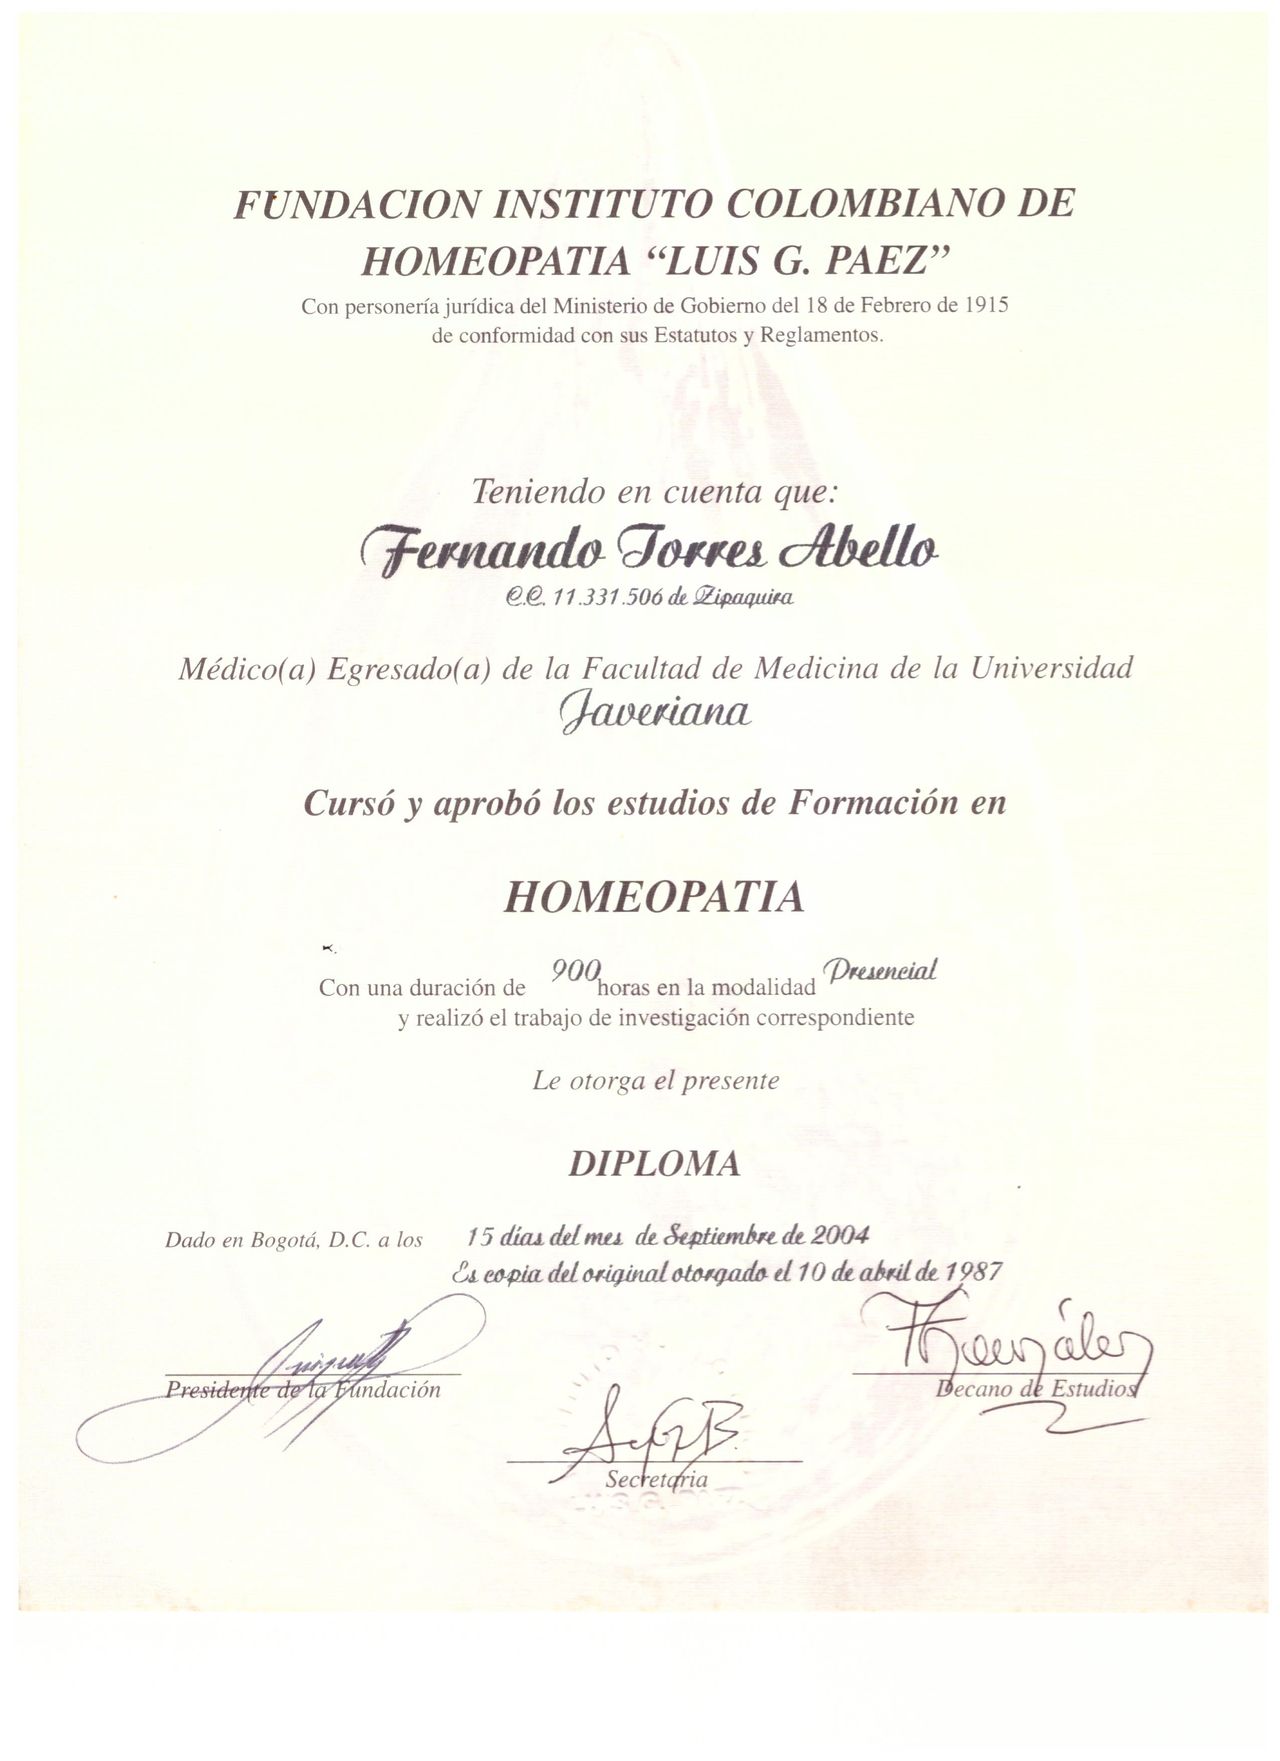 FUNDACION INSTITUTO COLOMBIANO DE
HOMEOPATIA “LUIS G. PAEZ”
Con personería jurídica del Ministerio de Gobierno del 18 de Febrero de 1915
de conformidad con sus Estatutos y Reglamentos.
Teniendo en cuenta que:
Fernando Torres Abello
C.C. 11.331.506 de Zipaquira
Médico(a) Egresado(a) de la Facultad de Medicina de la Universidad
Javeriana
Cursó y aprobó los estudios de Formación en
HOMEOPATIA
Con una duración de 900 horas en la modalidad Presencial
y realizó el trabajo de investigación correspondiente
Le otorga el presente
DIPLOMA
Dado en Bogotá, D.C. a los 15 días del mes de Septiembre de 2004
Es copia del original otorgado el 10 de abril de 1987
Presidente de la Fundación
Decano de Estudios
Secretaria